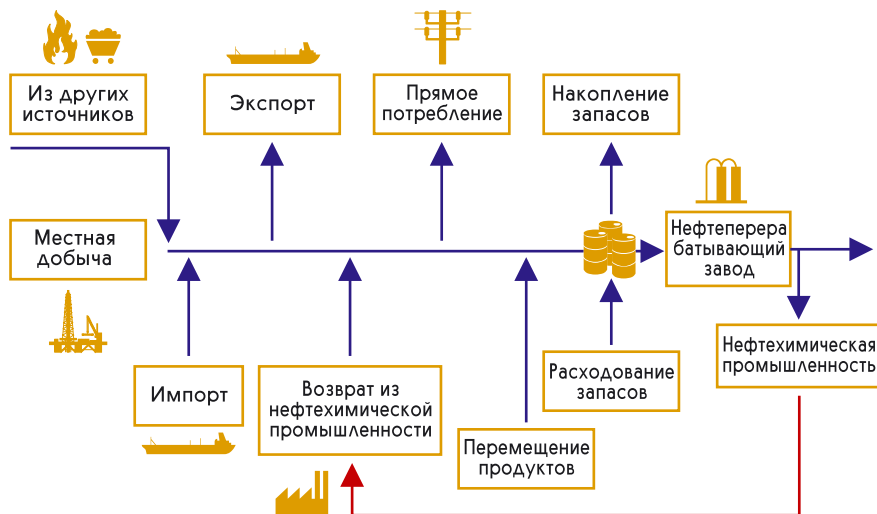 Из других
источников
Экспорт
Прямое
потребление
Накопление
запасов
Местная
добыча
Нефтеперера
батывающий
завод
Импорт
Возврат из
нефтехимической
промышленности
Перемещение
продуктов
Расходование
запасов
Нефтехимическая
промышленность